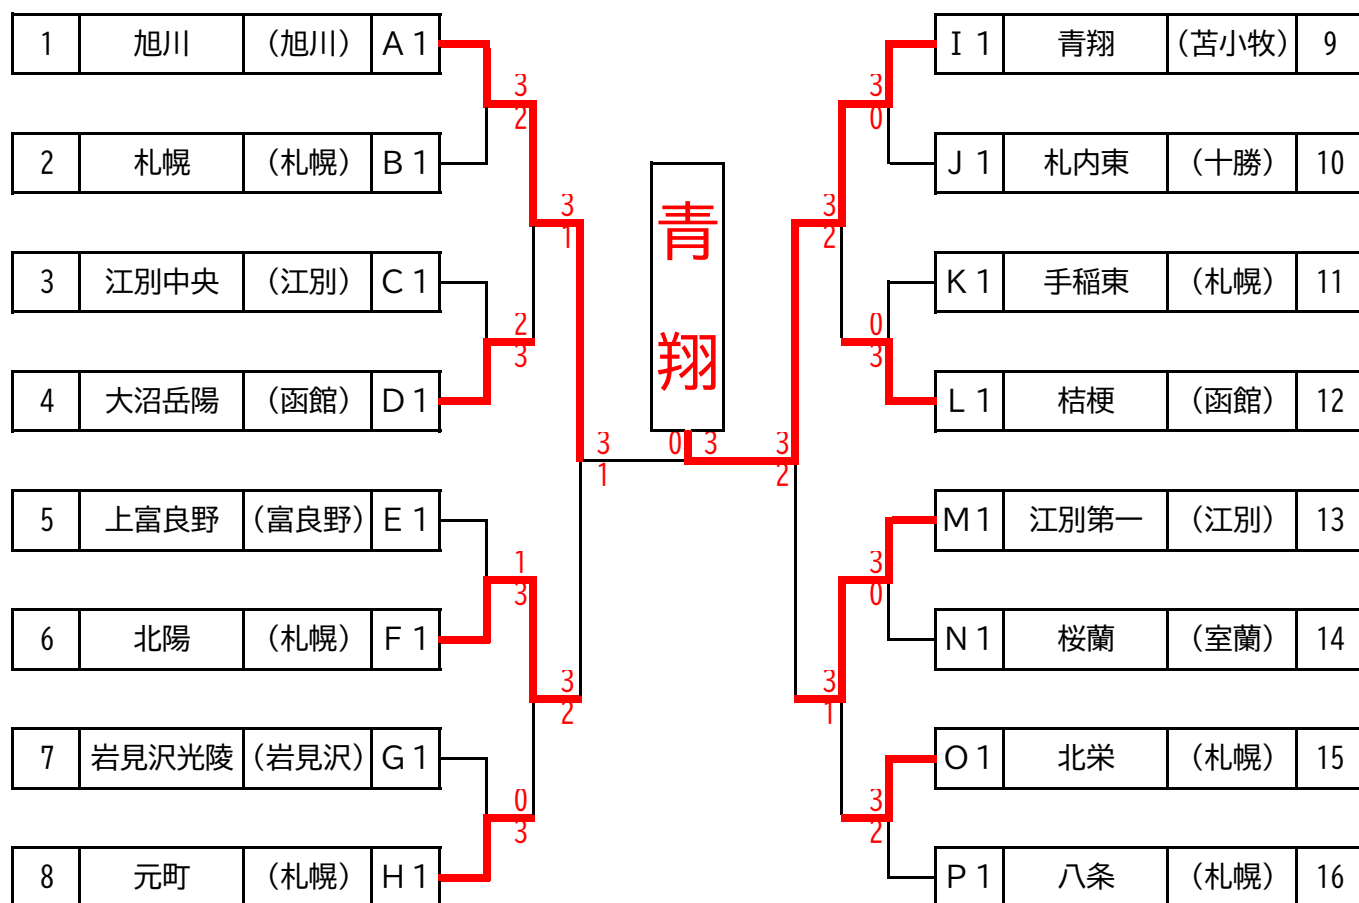 1 旭川 (旭川) A1
3
2
2 札幌 (札幌) B1
3
1
3 江別中央 (江別) C1
2
3
4 大沼岳陽 (函館) D1
3
1
5 上富良野 (富良野) E1
1
3
6 北陽 (札幌) F1
3
2
7 岩見沢光陵 (岩見沢) G1
0
3
8 元町 (札幌) H1
青
翔
0 3
I1 青翔 (苫小牧) 9
3
0
J1 札内東 (十勝) 10
3
2
K1 手稲東 (札幌) 11
0
3
L1 桔梗 (函館) 12
3
2
M1 江別第一 (江別) 13
3
0
N1 桜蘭 (室蘭) 14
3
1
O1 北栄 (札幌) 15
3
2
P1 八条 (札幌) 16